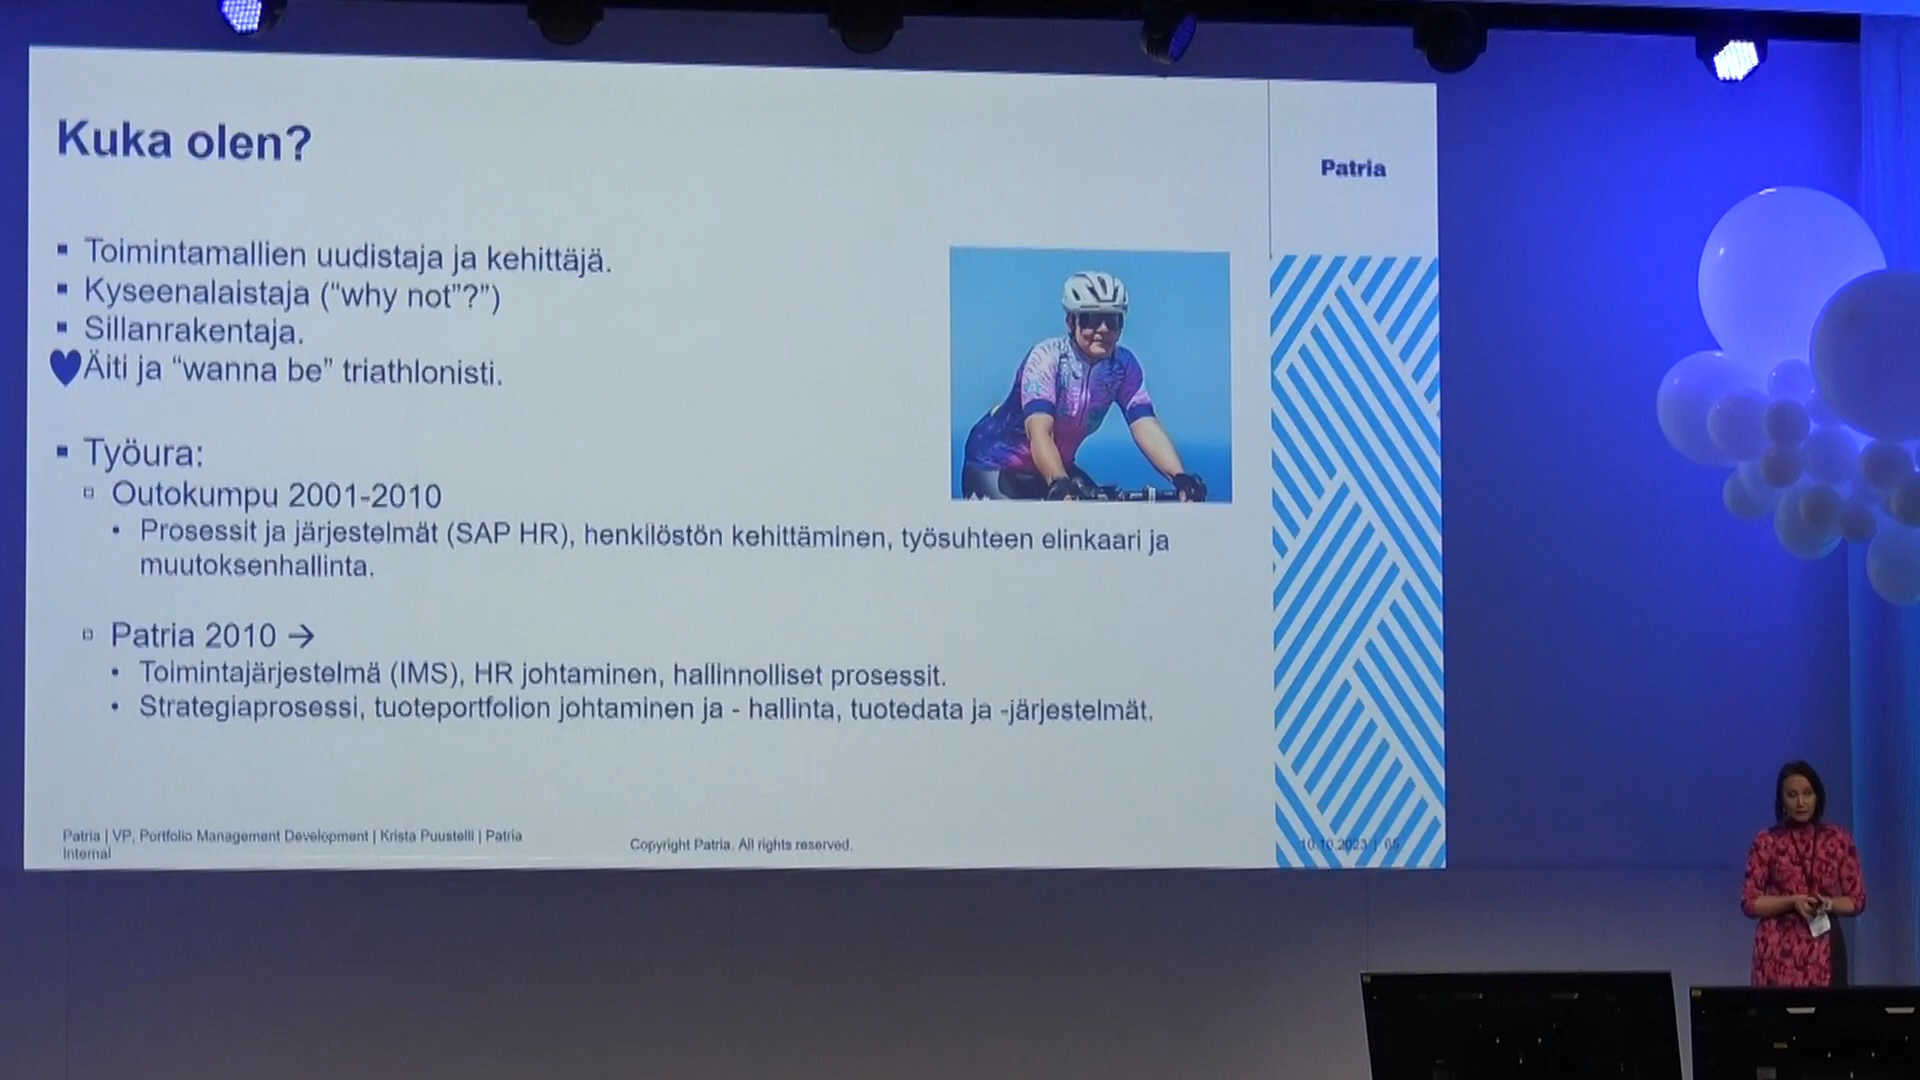 Kuka olen?
Patria
Toimintamallien uudistaja ja kehittäjä.
Kyseenalaistaja (“why not”?”)
Sillanrakentaja.
Äiti ja “wanna be” triathlonisti.
Työura:
Outokumpu 2001-2010
Prosessit ja järjestelmät (SAP HR), henkilöstön kehittäminen, työsuhteen elinkaari ja
muutoksenhallinta.
Patria 2010 →
Toimintajärjestelmä (IMS), HR johtaminen, hallinnolliset prosessit.
Strategiaprosessi, tuoteportfolion johtaminen ja - hallinta, tuotedata ja -järjestelmät.
Patria | VP, Portfolio Management Development | Krista Puustelli | Patria
Internal
Copyright Patria. All rights reserved.
10.10.2023 |